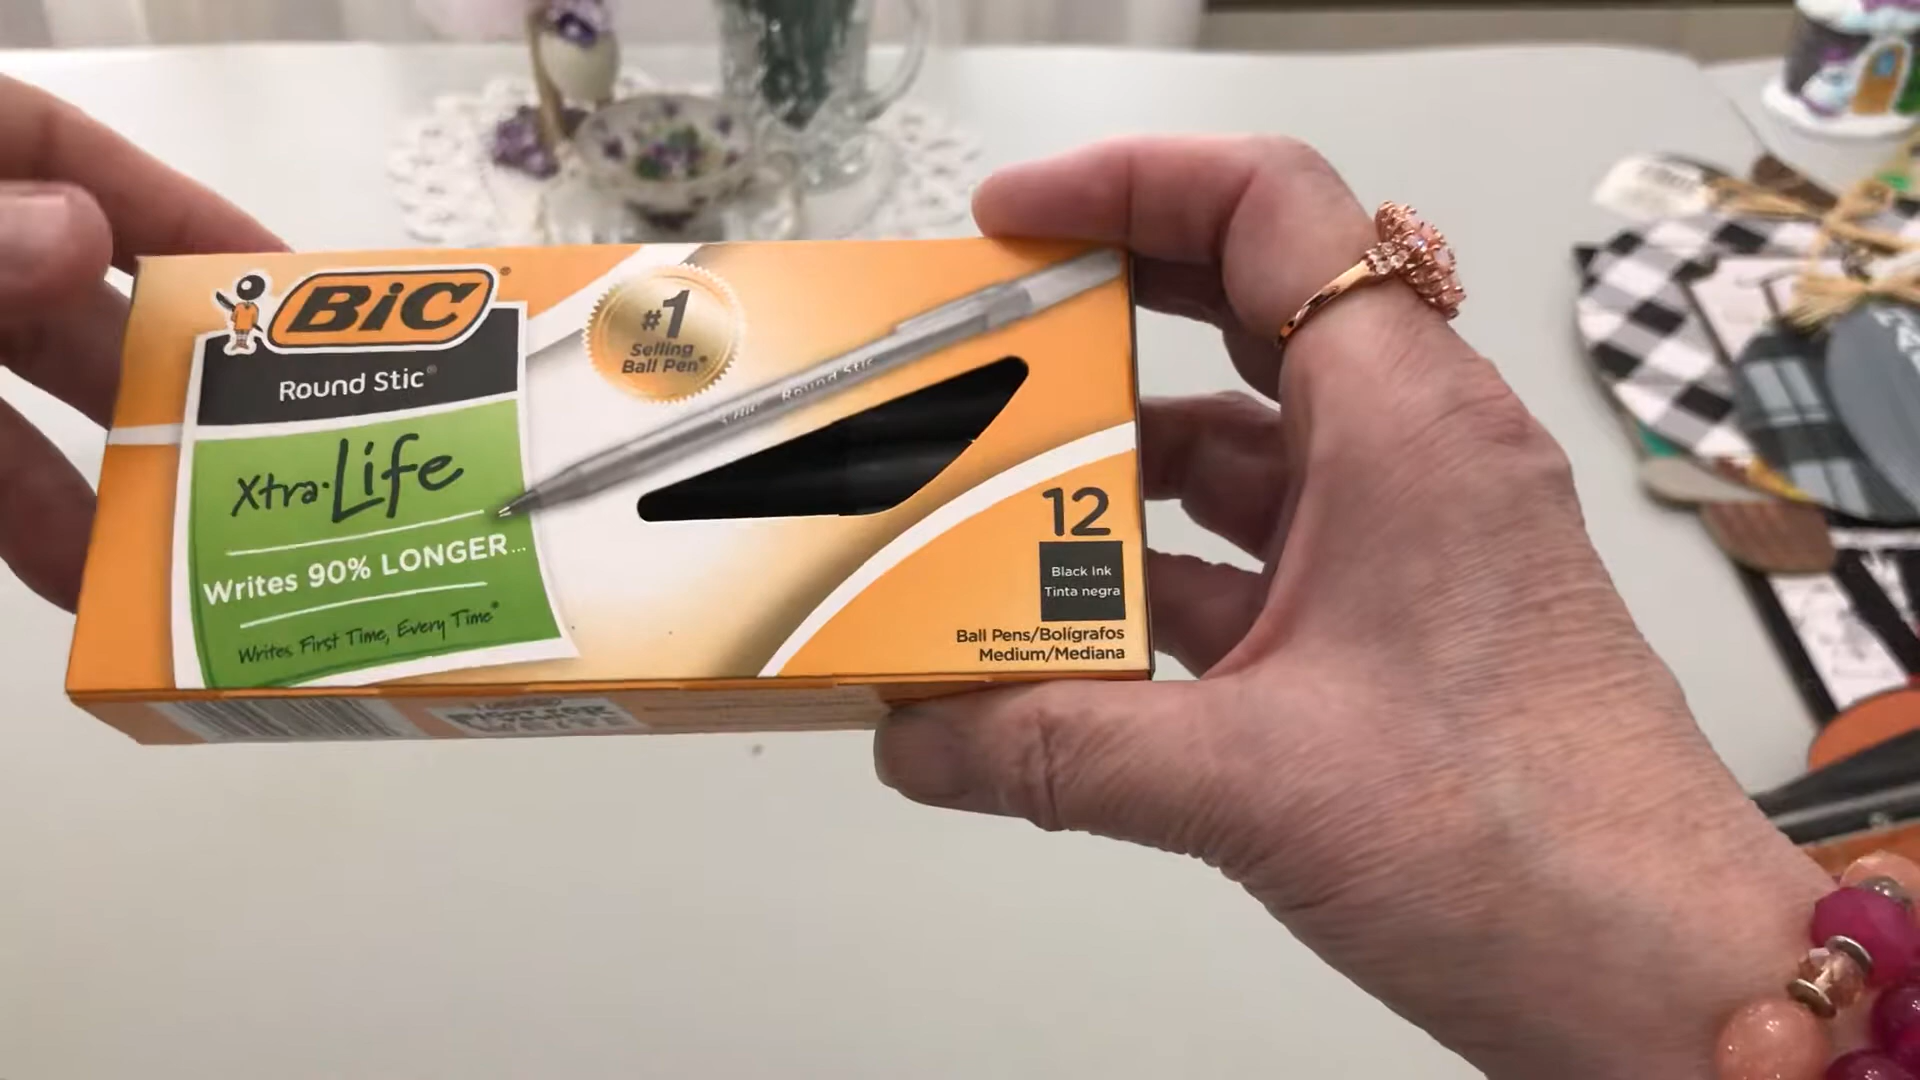 BiC
Round Stic®
Xtra-Life
Writes 90% LONGER...
Writes First Time, Every Time®
#1
Selling
Ball Pen®
BIC Round Stic
12
Black Ink
Tinta negra
Ball Pens/Bolígrafos
Medium/Mediana